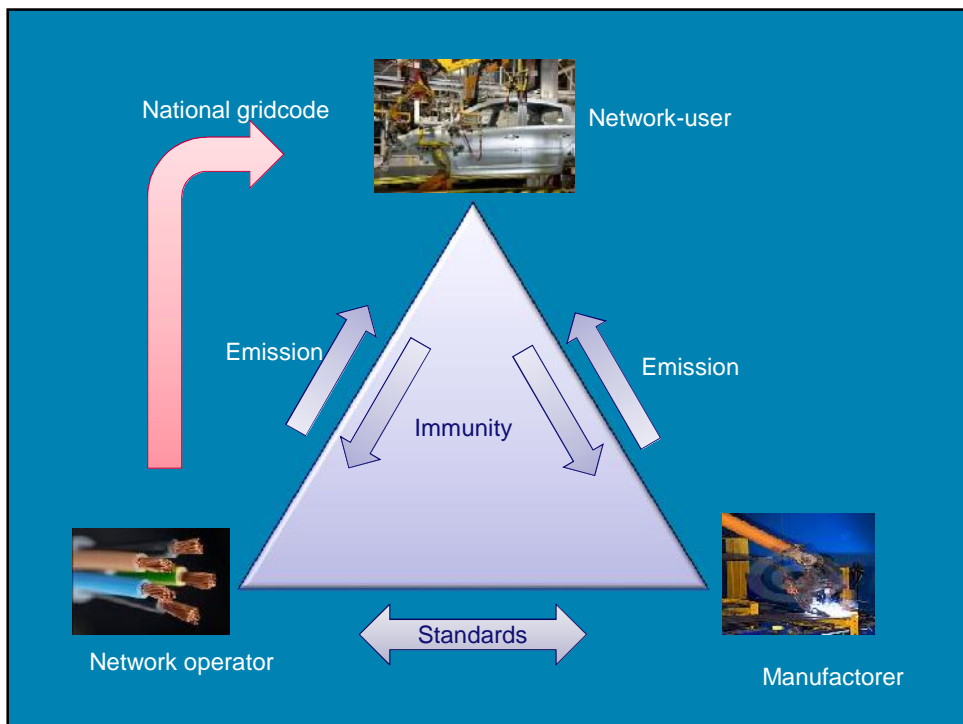 National gridcode
Network-user
Emission
Emission
Immunity
Standards
Network operator
Manufactorer